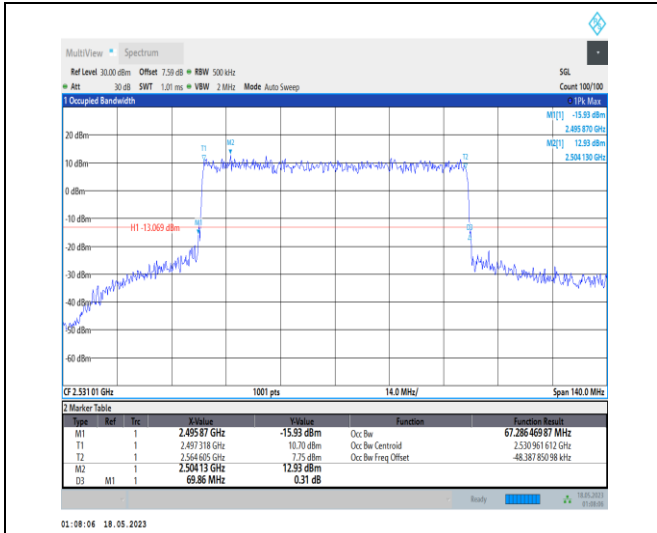 MultiView Spectrum
Ref Level 30.00 dBm Offset 7.59 dB RBW 500 kHz SGL
Att 30 dB SWT 1.01 ms VBW 2 MHz Mode Auto Sweep Count 100/100
1 Occupied Bandwidth 1Pk Max
M1[1] -15.93 dBm
2.495 870 GHz
M2[1] 12.93 dBm
2.504 130 GHz
20 dBm
T1 M2 T2
10 dBm
0 dBm
-10 dBm
M1 D3
H1 -13.069 dBm
-20 dBm
-30 dBm
-40 dBm
-50 dBm
-60 dBm
CF 2.531 01 GHz 1001 pts 14.0 MHz/ Span 140.0 MHz
2 Marker Table
Type Ref Trc X-Value Y-Value Function Function Result
M1 1 2.495 87 GHz -15.93 dBm Occ Bw 67.286 469 87 MHz
T1 1 2.497 318 GHz 10.70 dBm Occ Bw Centroid 2.530 961 612 GHz
T2 1 2.564 605 GHz 7.75 dBm Occ Bw Freq Offset -48.387 850 98 kHz
M2 1 2.504 13 GHz 12.93 dBm
D3 M1 1 69.86 MHz 0.31 dB
Ready 18.05.2023
01:08:06
01:08:06 18.05.2023